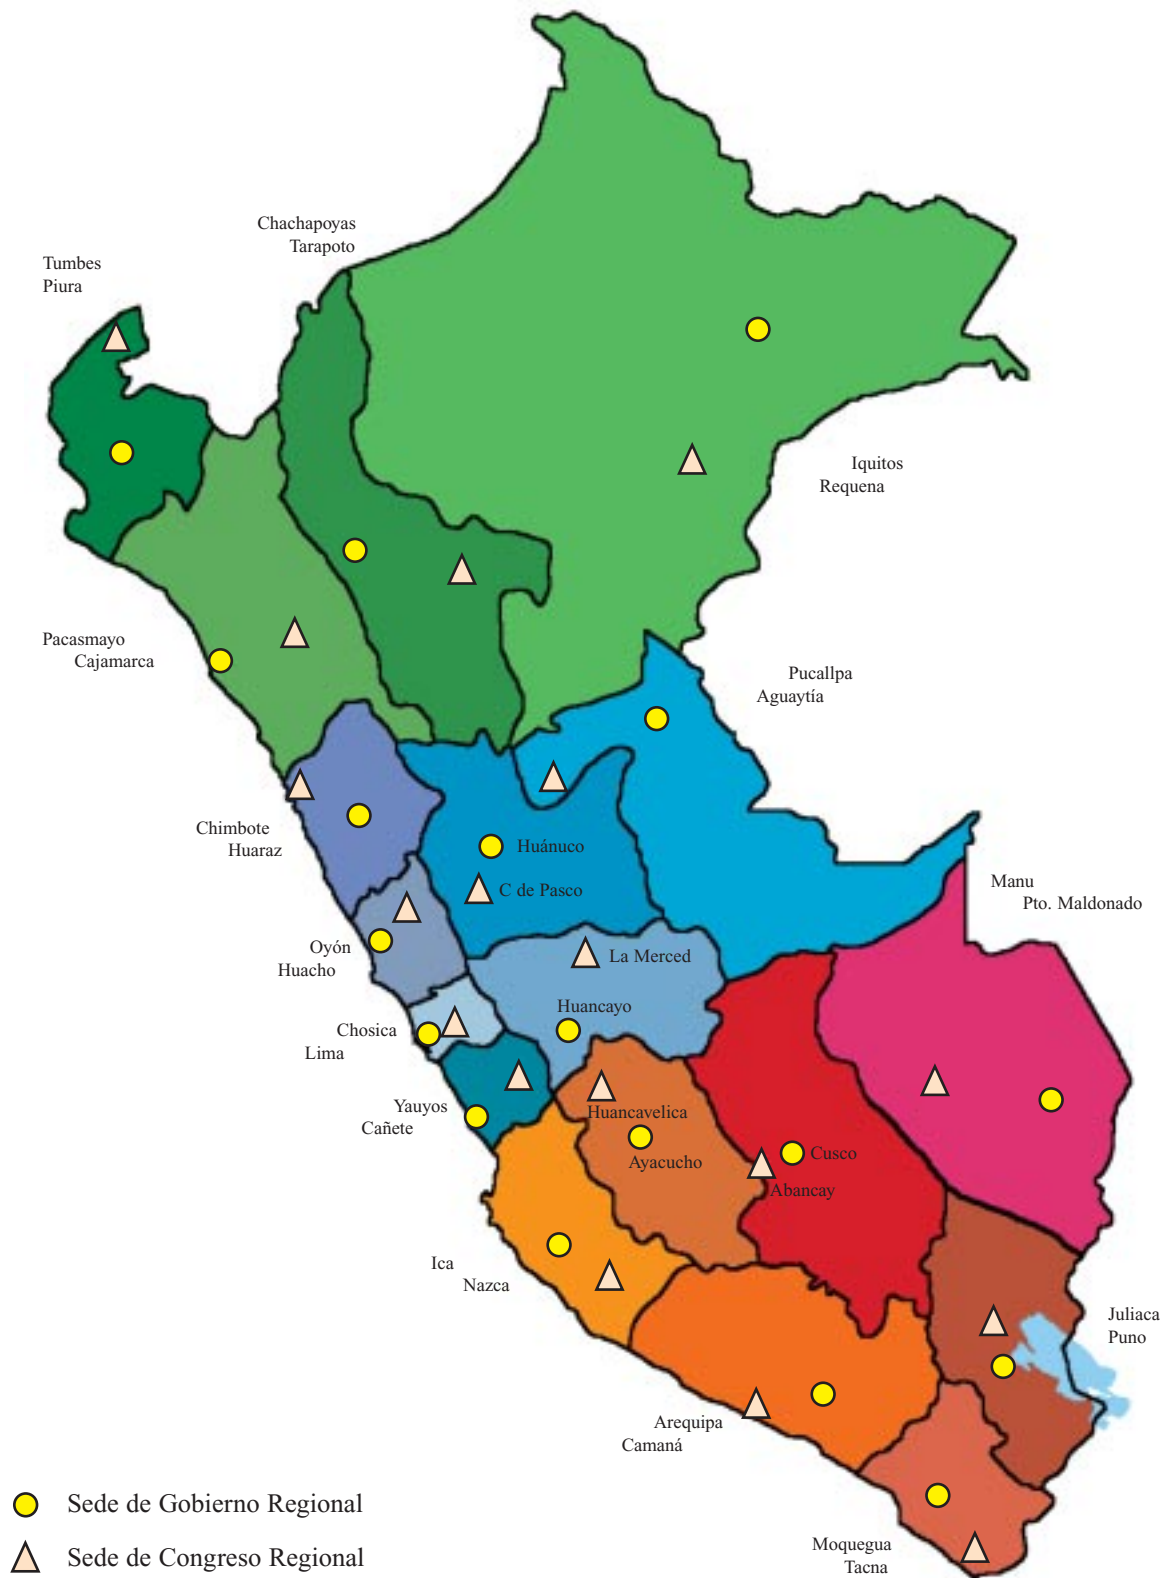 Chachapoyas
Tarapoto
Tumbes
Piura
Iquitos
Requena
Pacasmayo
Cajamarca
Pucallpa
Aguaytía
Chimbote
Huaraz
Huánuco
C de Pasco
Manu
Pto. Maldonado
Oyón
Huacho
La Merced
Huancayo
Chosica
Lima
Yauyos
Cañete
Huancavelica
Ayacucho
Cusco
Abancay
Ica
Nazca
Juliaca
Puno
Arequipa
Camaná
Sede de Gobierno Regional
Sede de Congreso Regional
Moquegua
Tacna